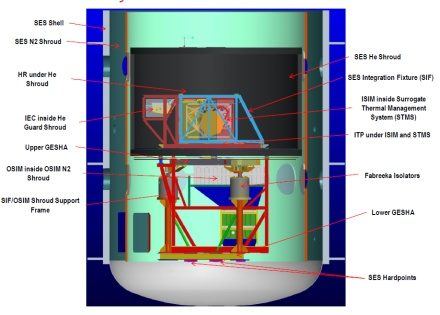 SES Shell
SES N2 Shroud
HR under He
Shroud
IEC inside He
Guard Shroud
Upper GESHA
OSIM inside OSIM N2
Shroud
SIF/OSIM Shroud Support
Frame
SES He Shroud
SES Integration Fixture (SIF)
ISIM inside Surrogate
Thermal Management
System (STMS)
ITP under ISIM and STMS
Fabreeka Isolators
Lower GESHA
SES Hardpoints